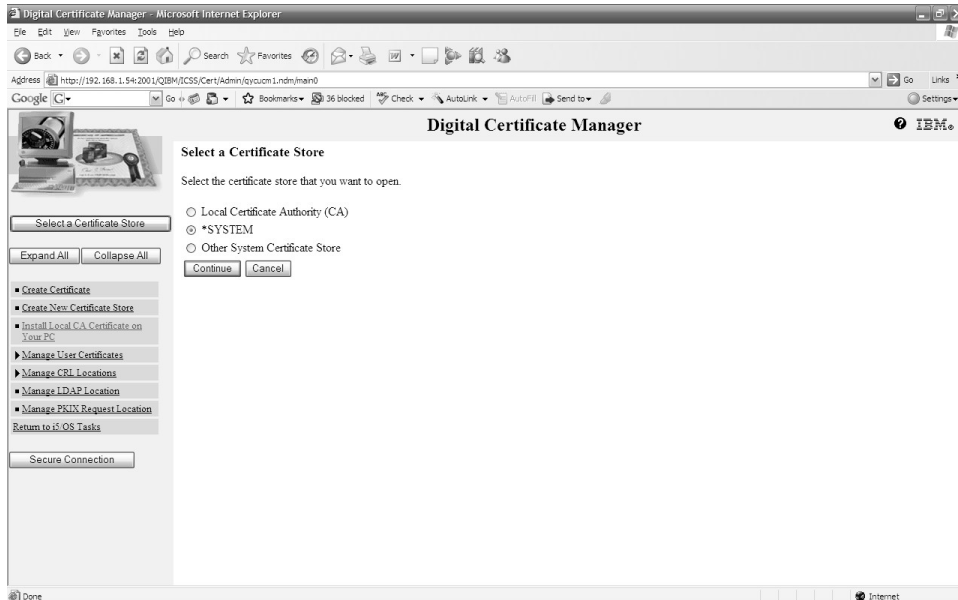 Digital Certificate Manager - Microsoft Internet Explorer
File Edit View Favorites Tools Help
Back Search Favorites
Address http://192.168.1.54:2001/QIBM/ICSS/Cert/Admin/qycucm1.ndm/main0 Go Links
Google G Go Bookmarks 36 blocked Check AutoLink AutoFill Send to Settings
Digital Certificate Manager
IBM
Select a Certificate Store
Select the certificate store that you want to open.
Local Certificate Authority (CA)
*SYSTEM
Other System Certificate Store
Continue Cancel
Select a Certificate Store
Expand All Collapse All
Create Certificate
Create New Certificate Store
Install Local CA Certificate on
Your PC
Manage User Certificates
Manage CRL Locations
Manage LDAP Location
Manage PKIX Request Location
Return to i5/OS Tasks
Secure Connection
Done Internet